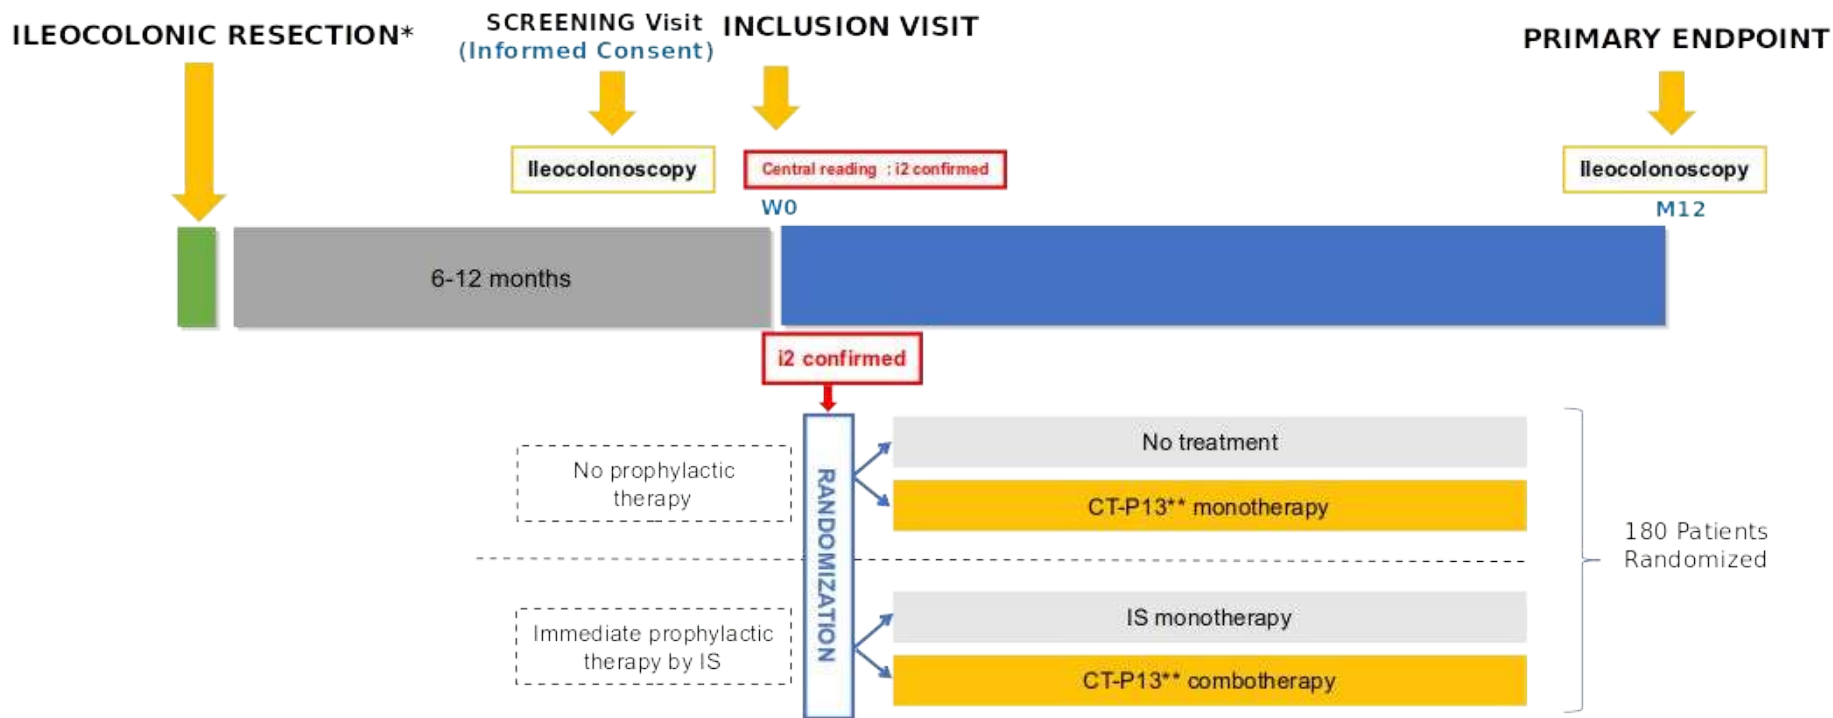 ILEOCOLONIC RESECTION*
SCREENING Visit
(Informed Consent)
INCLUSION VISIT
PRIMARY ENDPOINT
Ileocolonoscopy
Central reading : i2 confirmed
Ileocolonoscopy
W0
M12
6-12 months
i2 confirmed
RANDOMIZATION
No prophylactic
therapy
No treatment
CT-P13** monotherapy
180 Patients
Randomized
Immediate prophylactic
therapy by IS
IS monotherapy
CT-P13** combotherapy